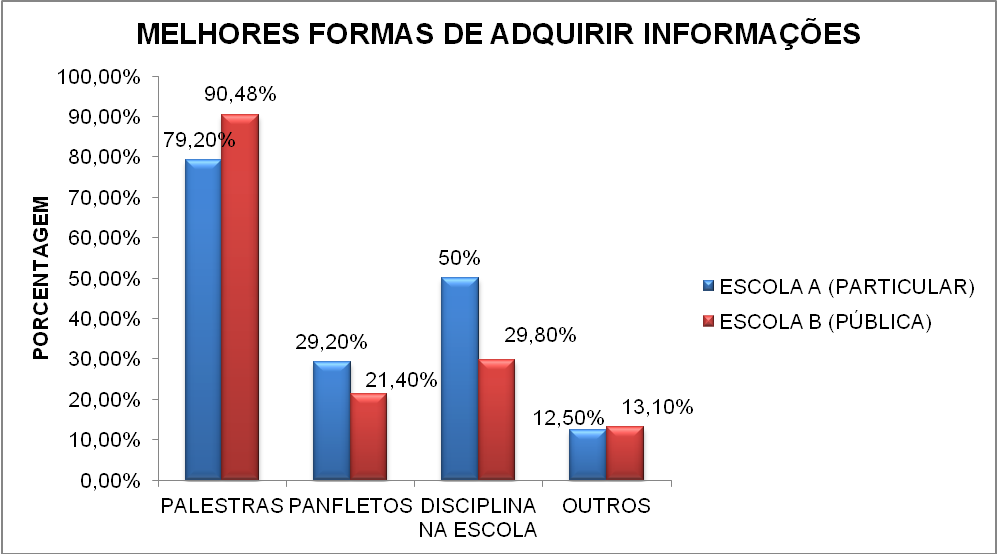 MELHORES FORMAS DE ADQUIRIR INFORMAÇÕES
PORCENTAGEM
100,00%
90,00%
80,00%
70,00%
60,00%
50,00%
40,00%
30,00%
20,00%
10,00%
0,00%
79,20%
90,48%
29,20%
21,40%
50%
29,80%
12,50%
13,10%
PALESTRAS
PANFLETOS
DISCIPLINA
NA ESCOLA
OUTROS
ESCOLA A (PARTICULAR)
ESCOLA B (PÚBLICA)